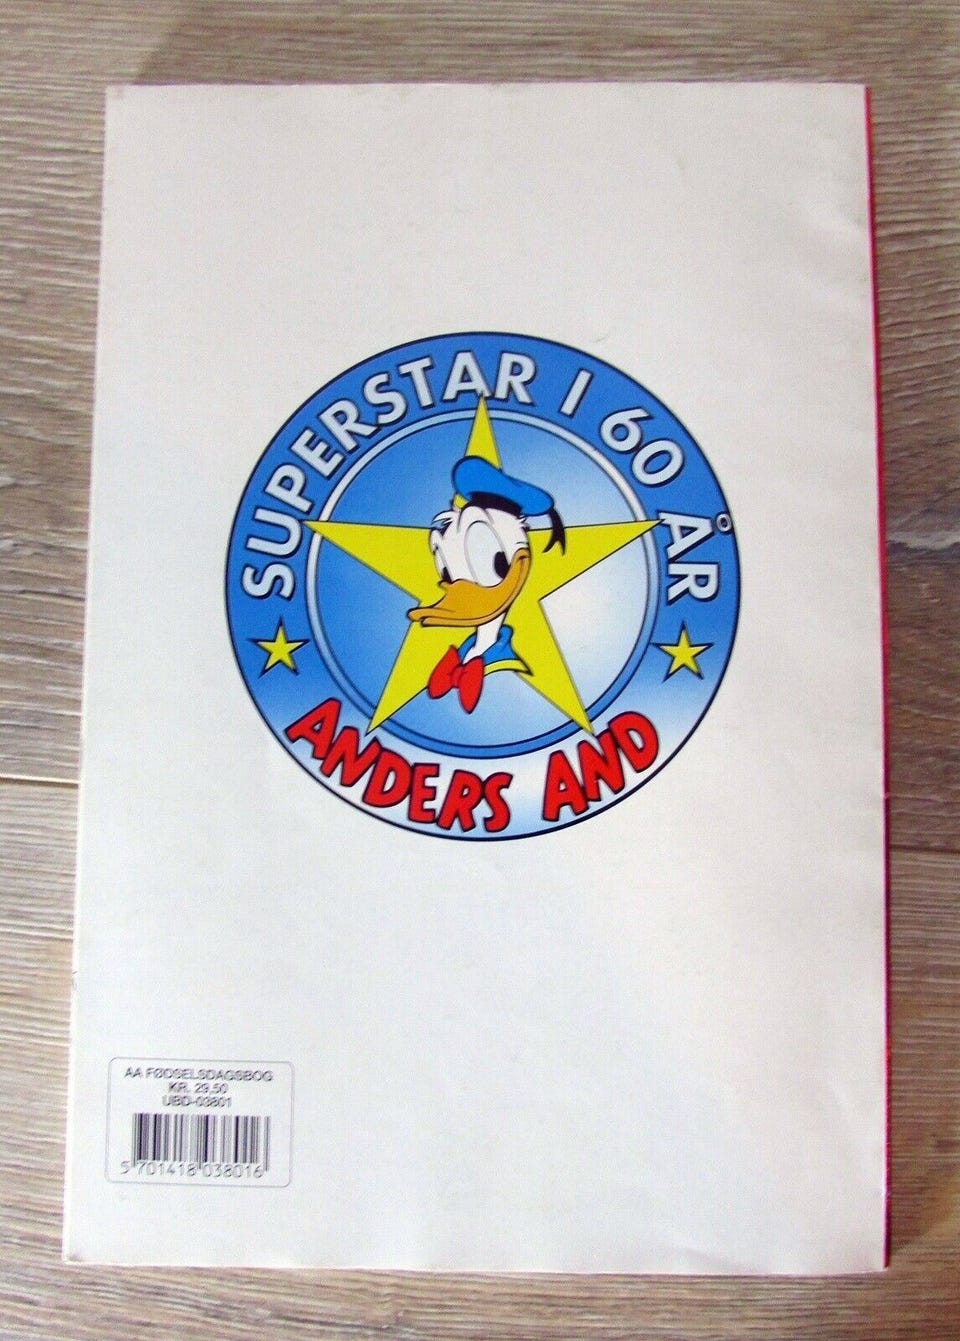 SUPERSTAR I 60 ÅR
ANDERS AND
AA FØDSELSDAGSBOG
KR. 29,50
UBD-03801
5 701418 038016